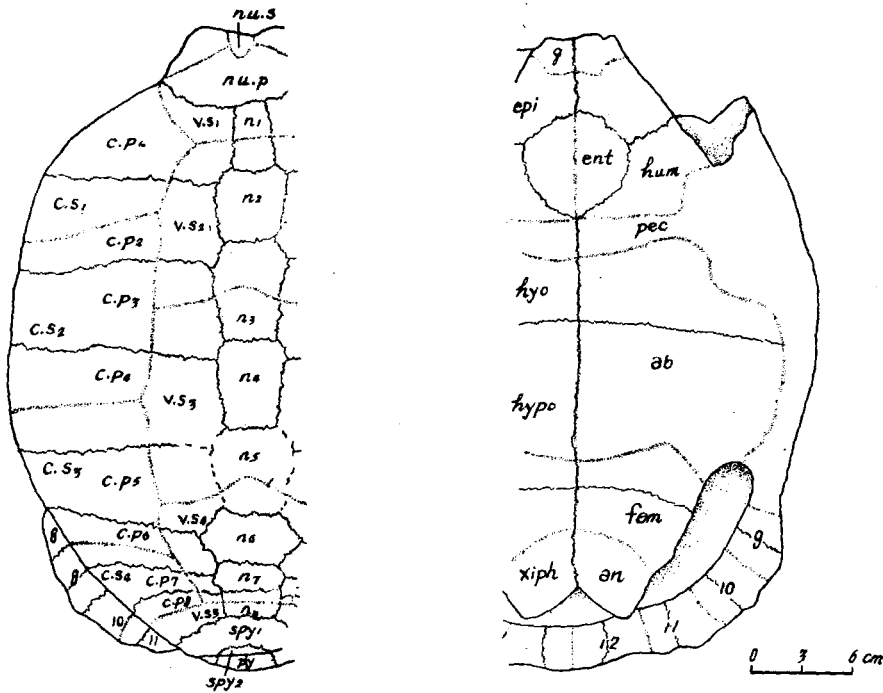 nu.s
nu.p
v.s1 n1
c.p1
c.s1 n2
v.s2
c.p2
c.p3
c.s2 n3
c.p4 n4
v.s3
n5
c.s3 c.p5
v.s4
8 c.p6 n6
8 c.s4 c.p7 n7
c.p8
10 11 v.s5 n8
spy1
py
spy2
g
epi
ent hum
pec
hyo
ab
hypo
fem 9
xiph an 10
12 11
0 3 6 cm